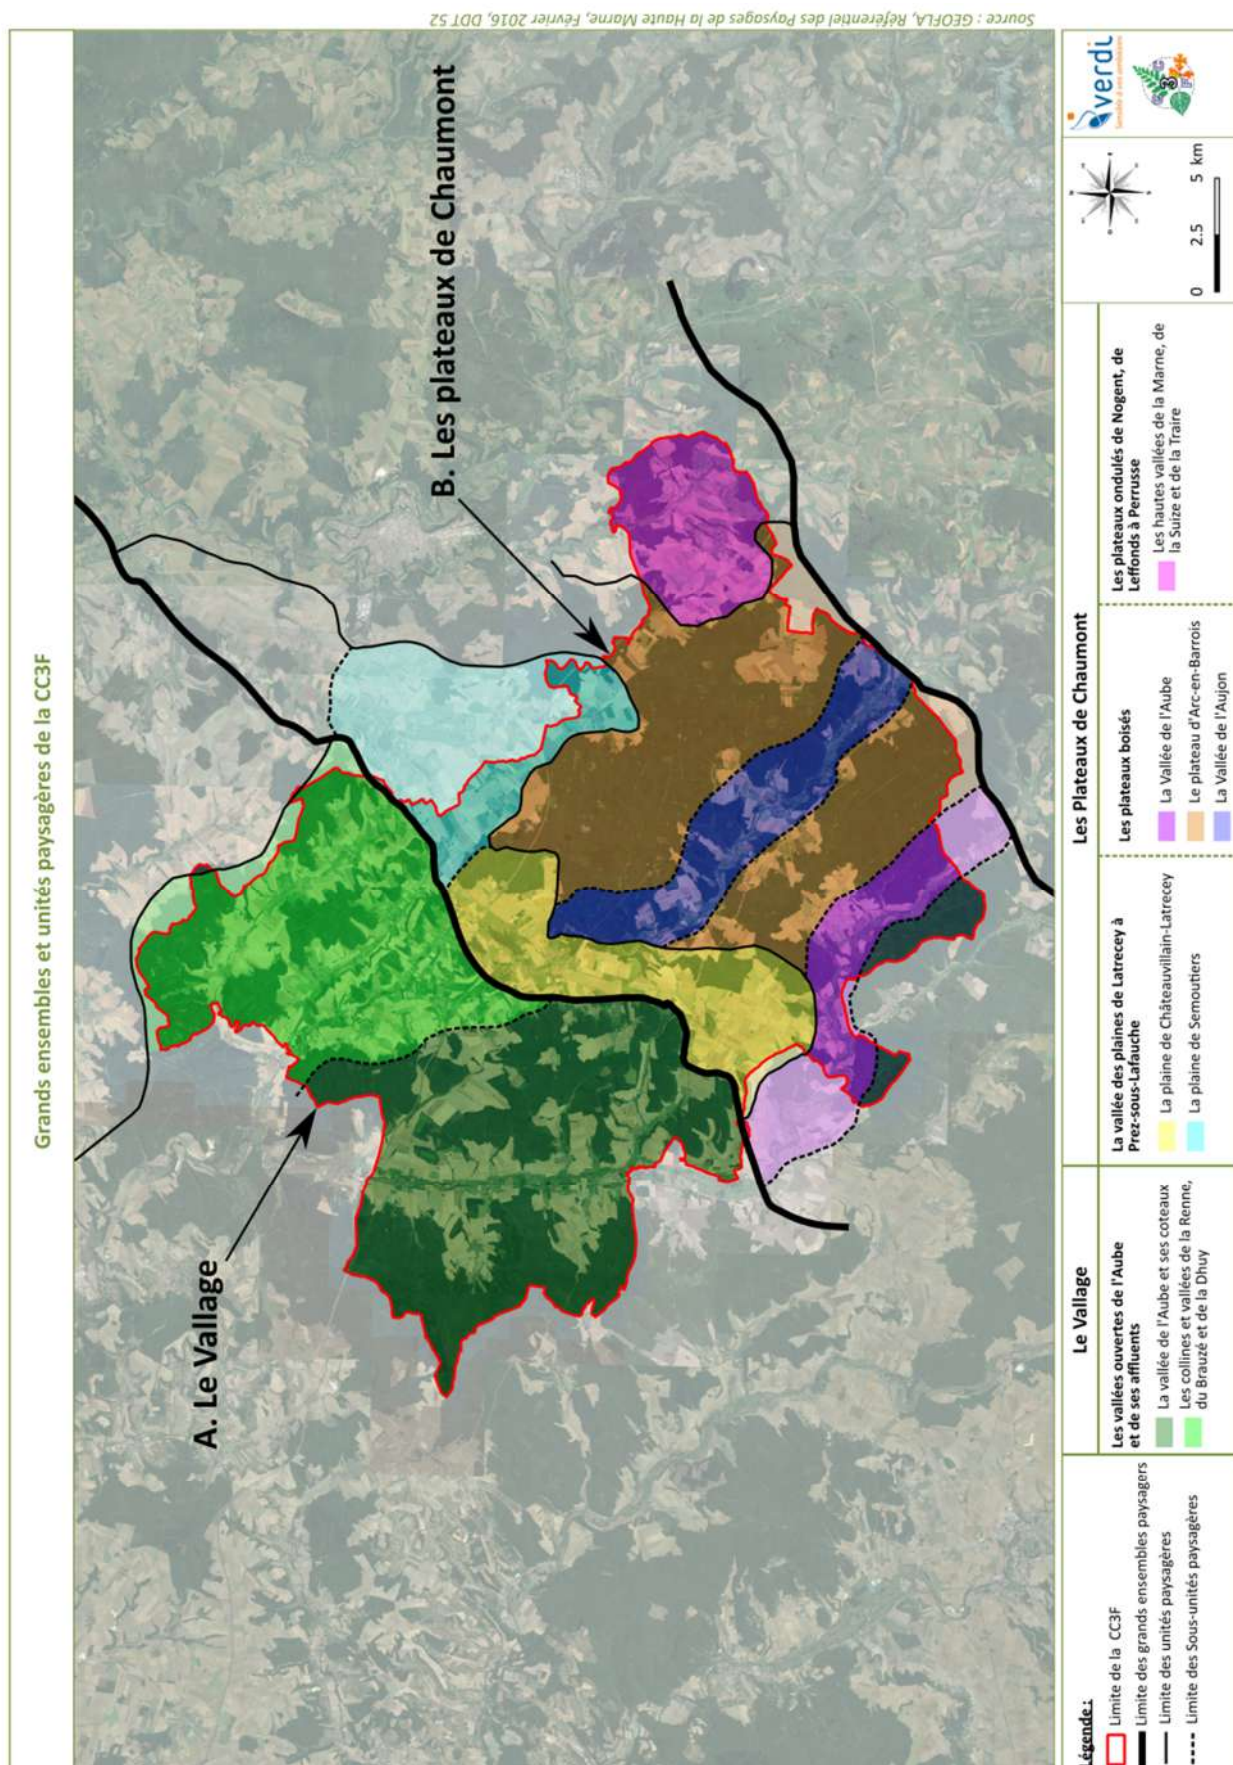 Grands ensembles et unités paysagères de la CC3F
A. Le Vallage
B. Les plateaux de Chaumont
Source : GEOFLA, Référentiel des Paysages de la Haute Marne, Février 2016, DDT 52
Légende :
Limite de la CC3F
Limite des grands ensembles paysagers
Limite des unités paysagères
Limite des Sous-unités paysagères
Le Vallage
Les vallées ouvertes de l'Aube
et de ses affluents
La vallée de l'Aube et ses coteaux
Les collines et vallées de la Renne,
du Brauzé et de la Dhuy
Les Plateaux de Chaumont
La vallée des plaines de Latrecey à
Prez-sous-Lafauche
La plaine de Châteauvillain-Latrecey
La plaine de Semoutiers
Les plateaux boisés
La Vallée de l'Aube
Le plateau d'Arc-en-Barrois
La Vallée de l'Aujon
Les plateaux ondulés de Nogent, de
Leffonds à Perrusse
Les hautes vallées de la Marne, de
la Suize et de la Traire
0 2.5 5 km
verdi
3